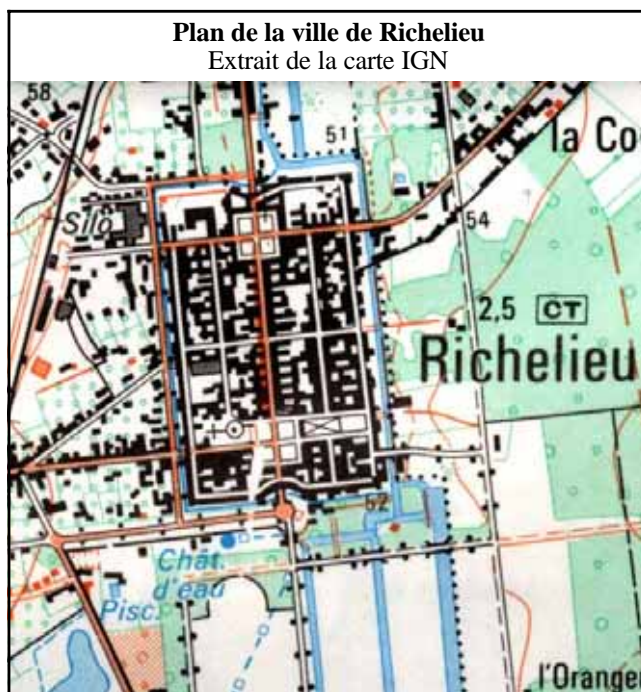 Plan de la ville de Richelieu
Extrait de la carte IGN
58
51
la Co
Silo
54
2,5 CT
Richelieu
52
Chât.
d'eau
Pisc.
l'Orange